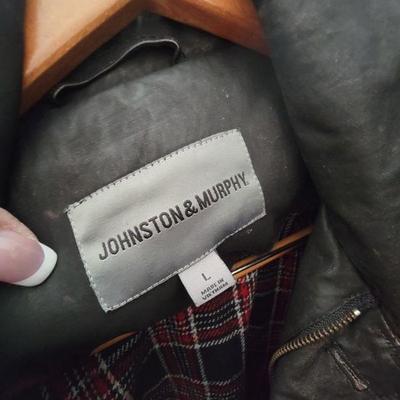 JOHNSTON & MURPHY.
L
MADE IN
VIETNAM